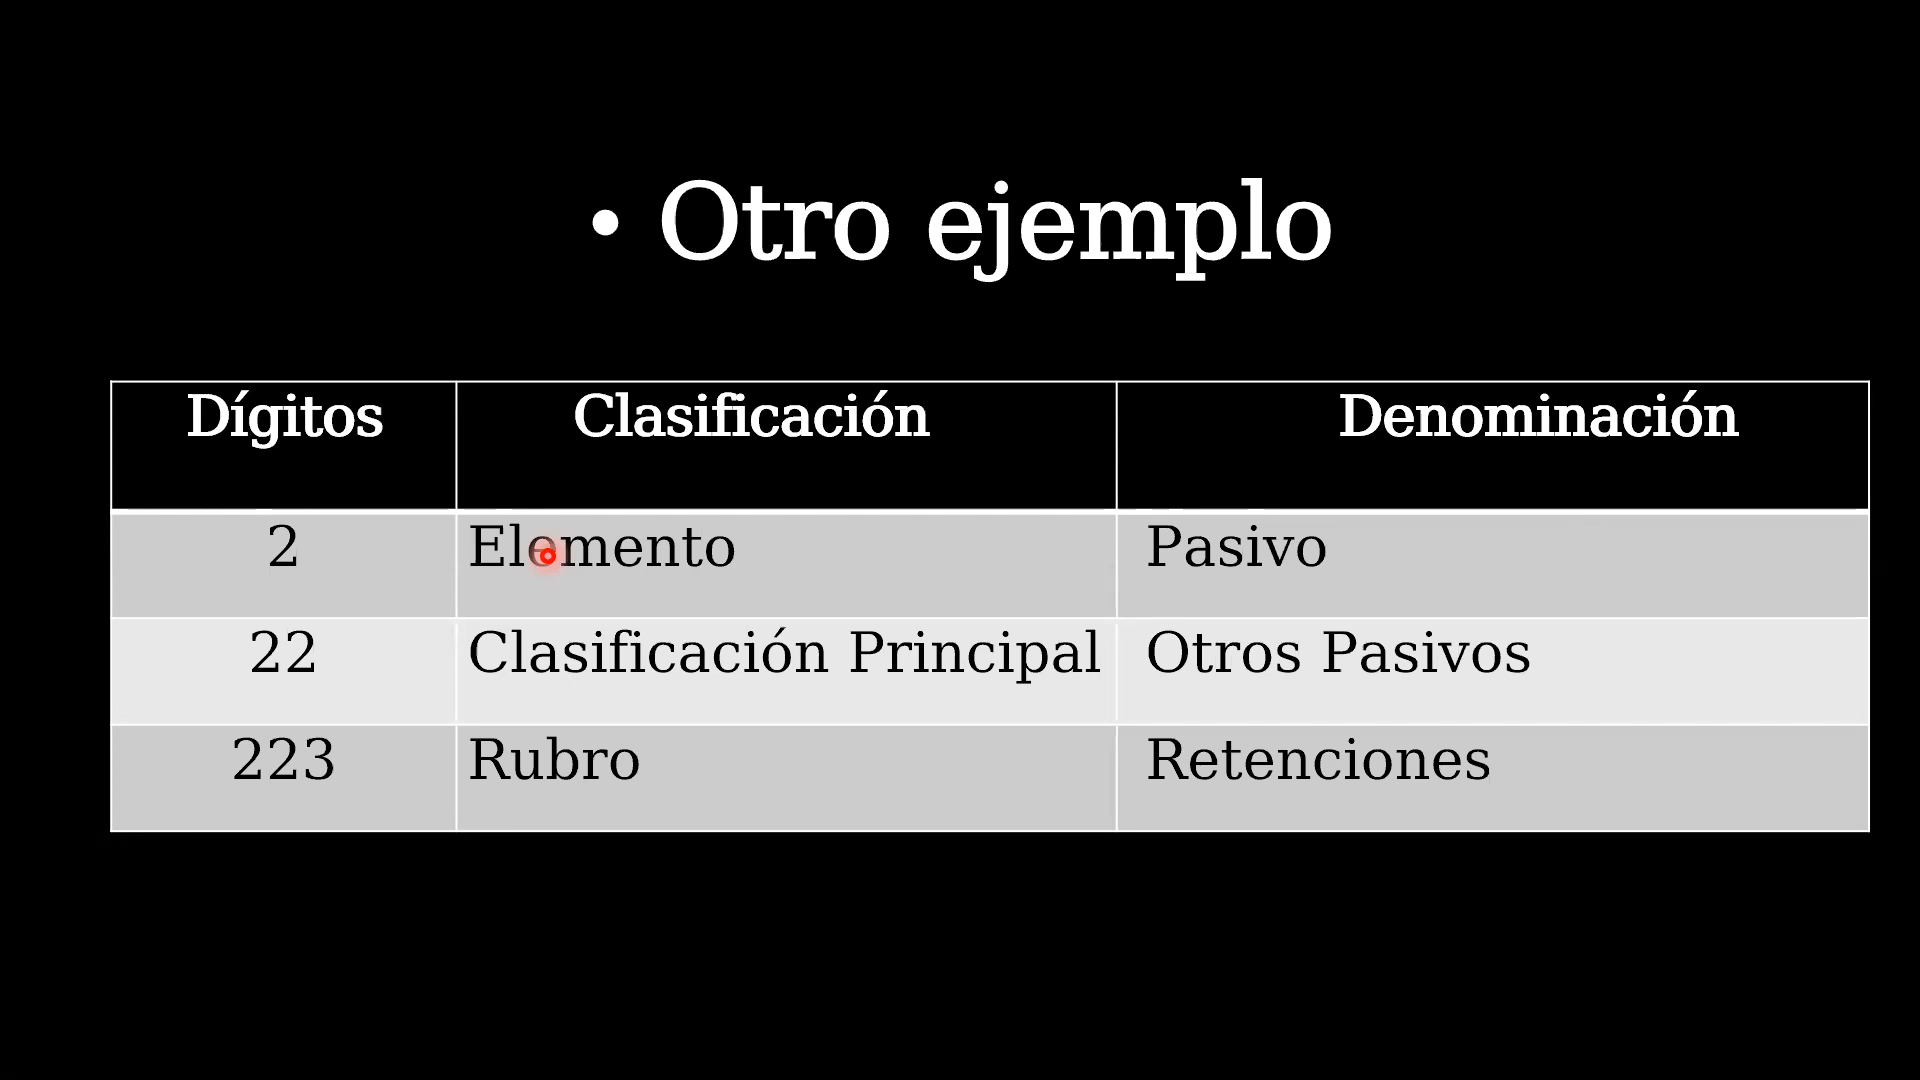 • Otro ejemplo
Dígitos Clasificación Denominación
2 Elemento Pasivo
22 Clasificación Principal Otros Pasivos
223 Rubro Retenciones